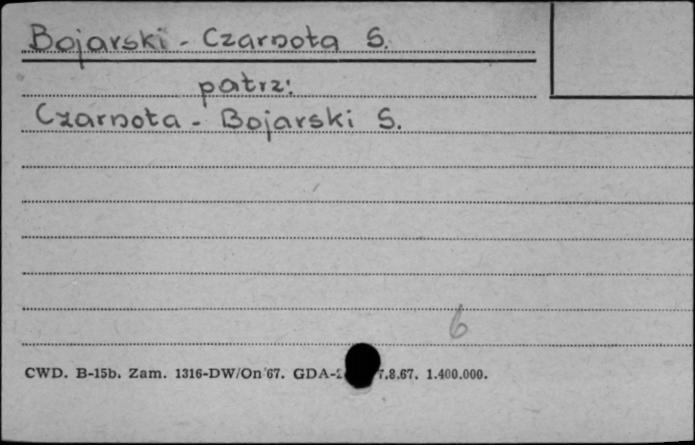 Bojarski - Czarnota S.
patrz:
Czarnota - Bojarski S.
6
CWD. B-15b. Zam. 1316-DW/On 67. GDA- 7.8.67. 1.400.000.